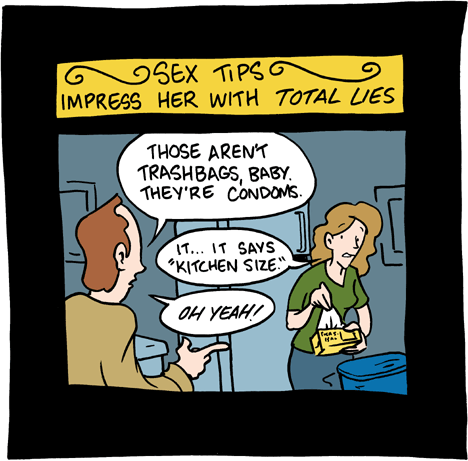 SEX TIPS
IMPRESS HER WITH TOTAL LIES
THOSE AREN'T
TRASHBAGS, BABY.
THEY'RE CONDOMS.
IT... IT SAYS
"KITCHEN SIZE."
OH YEAH!